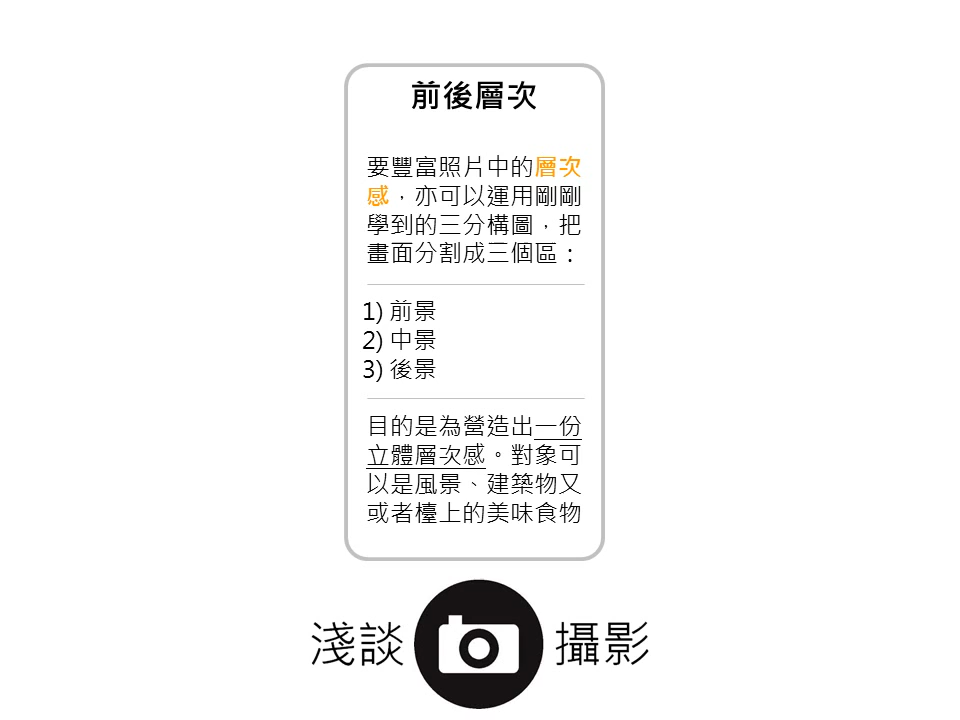 前後層次
要豐富照片中的層次
感，亦可以運用剛剛
學到的三分構圖，把
畫面分割成三個區：
1) 前景
2) 中景
3) 後景
目的是為營造出一份
立體層次感。對象可
以是風景、建築物又
或者檯上的美味食物
淺談 攝影